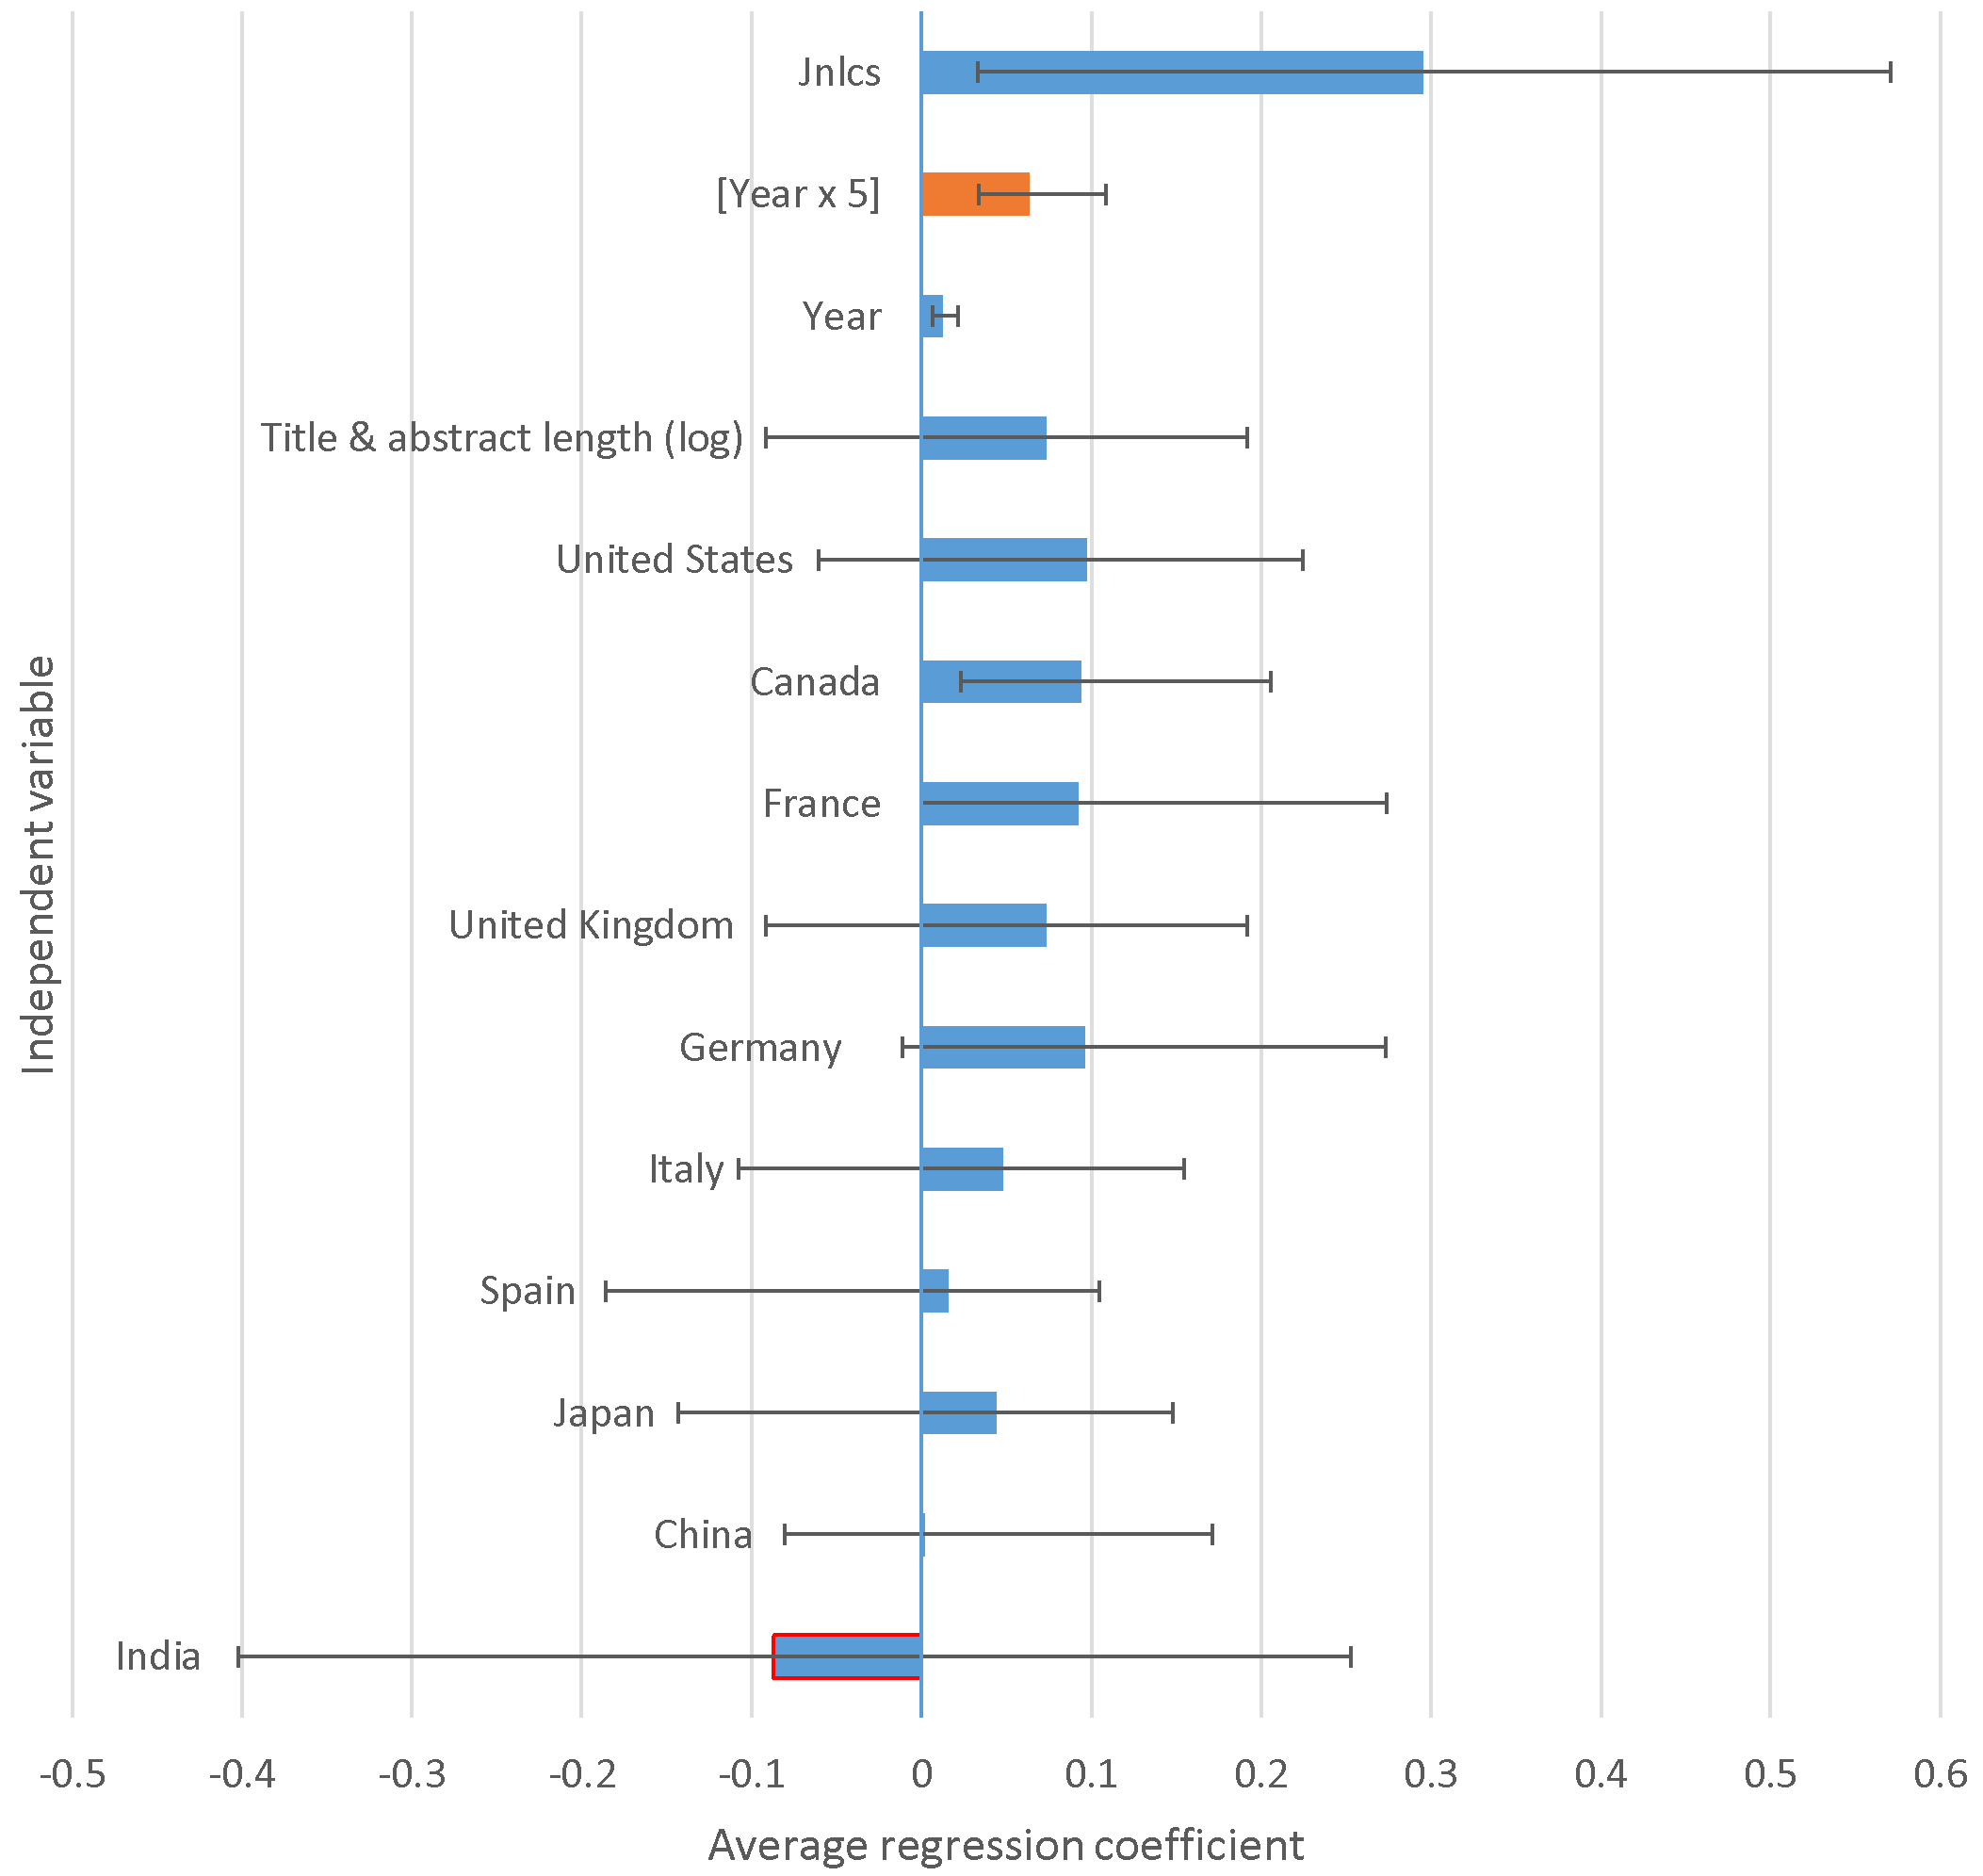 Jnlcs
[Year x 5]
Year
Title & abstract length (log)
United States
Canada
France
United Kingdom
Germany
Italy
Spain
Japan
China
India
Independent variable
-0.5 -0.4 -0.3 -0.2 -0.1 0 0.1 0.2 0.3 0.4 0.5 0.6
Average regression coefficient